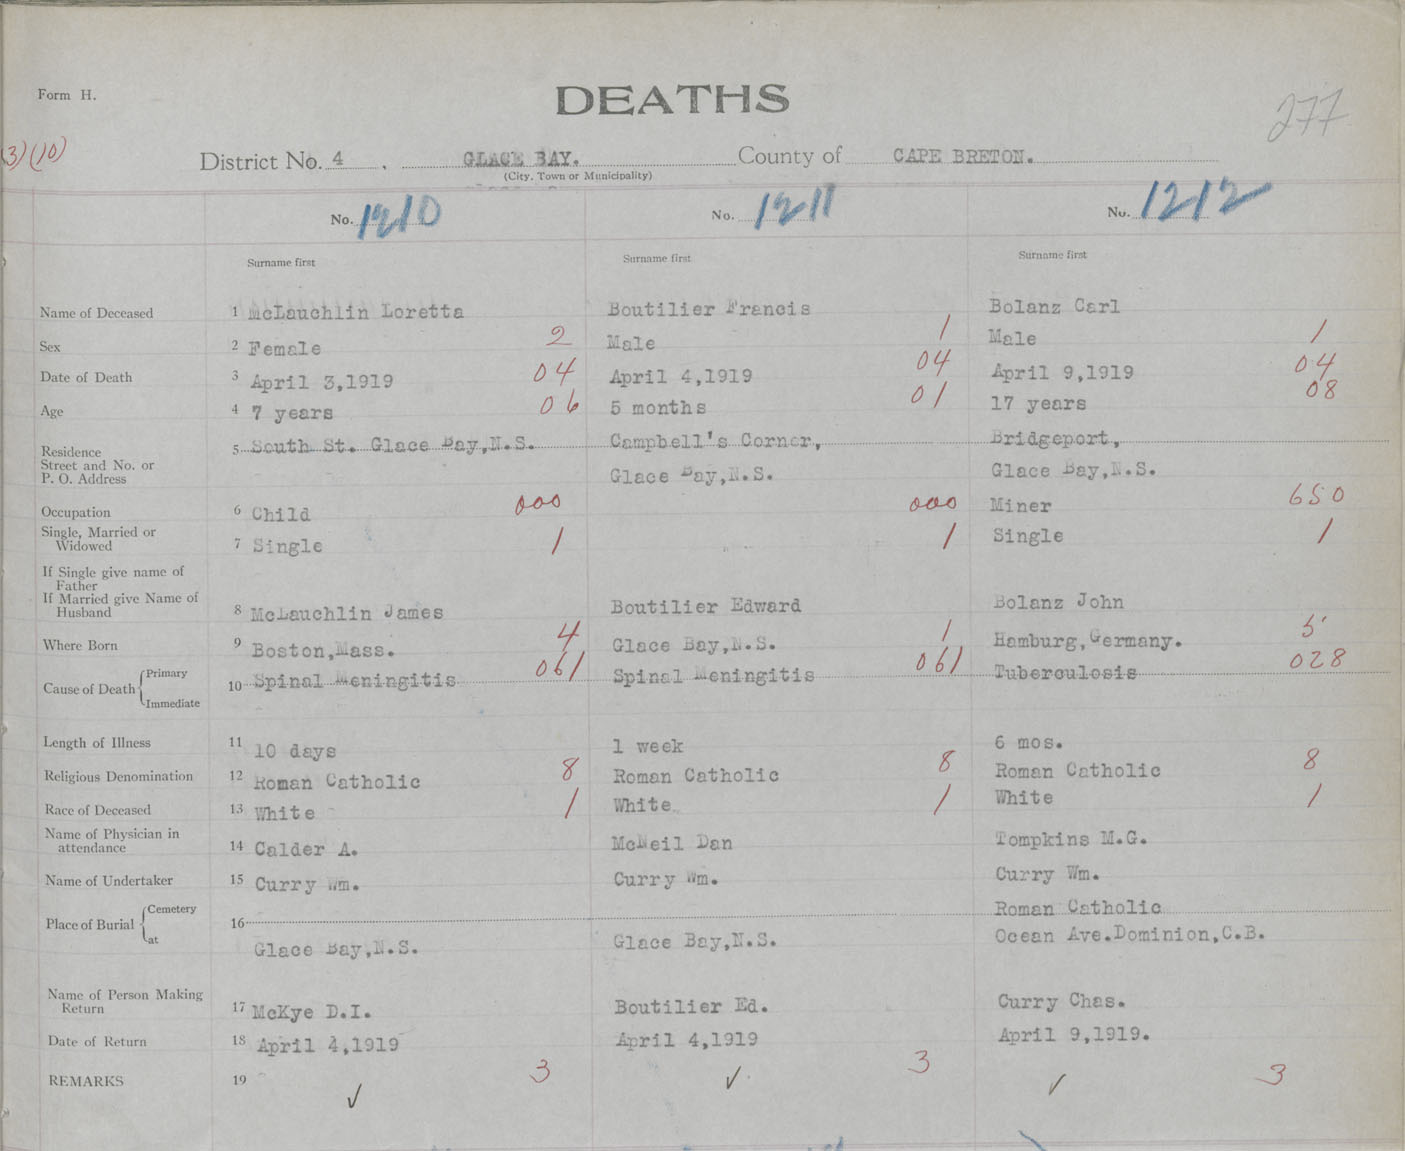 Form H.
DEATHS
277
3)(10)
District No. 4, GLACE BAY. County of CAPE BRETON.
(City, Town or Municipality)
No. 1210 No. 1211 No. 1212
Surname first Surname first Surname first
Name of Deceased 1 McLauchlin Loretta Boutilier Francis Bolanz Carl
Sex 2 Female 2 Male 1 Male 1
Date of Death 3 April 3,1919 04 April 4,1919 04 April 9,1919 04
Age 4 7 years 06 5 months 01 17 years 08
Residence 5 South St. Glace Bay,N.S. Campbell's Corner, Bridgeport,
Street and No. or
P. O. Address Glace Bay,N.S. Glace Bay,N.S.
Occupation 6 Child 000 000 Miner 650
Single, Married or
Widowed 7 Single 1 1 Single 1
If Single give name of
Father
If Married give Name of
Husband 8 McLauchlin James Boutilier Edward Bolanz John
Where Born 9 Boston,Mass. 4 Glace Bay,N.S. 1 Hamburg,Germany. 5
Cause of Death Primary 10 Spinal Meningitis 061 Spinal Meningitis 061 Tuberculosis 028
Immediate
Length of Illness 11 10 days 1 week 6 mos.
Religious Denomination 12 Roman Catholic 8 Roman Catholic 8 Roman Catholic 8
Race of Deceased 13 White 1 White 1 White 1
Name of Physician in
attendance 14 Calder A. McNeil Dan Tompkins M.G.
Name of Undertaker 15 Curry Wm. Curry Wm. Curry Wm.
Place of Burial Cemetery 16 Roman Catholic
at Glace Bay,N.S. Glace Bay,N.S. Ocean Ave.Dominion,C.B.
Name of Person Making
Return 17 McKye D.I. Boutilier Ed. Curry Chas.
Date of Return 18 April 4,1919 April 4,1919 April 9,1919.
REMARKS 19 3 3 3